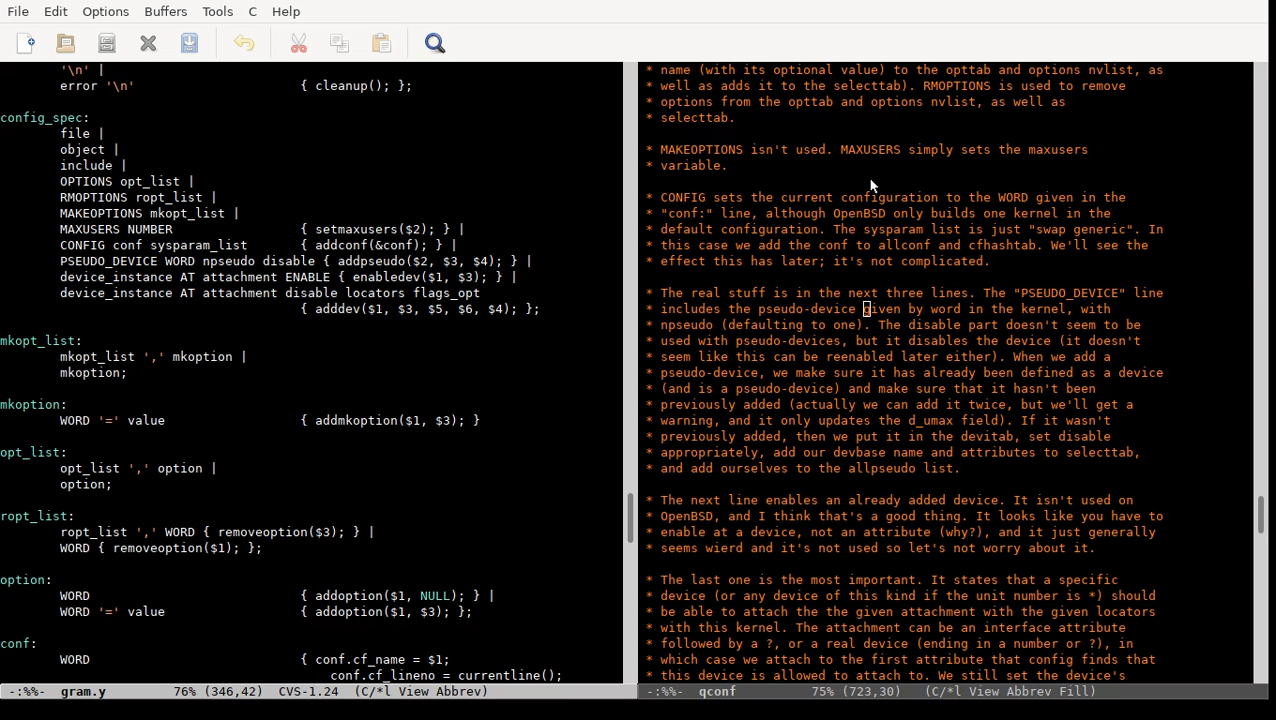 File Edit Options Buffers Tools C Help
'\n' |
error '\n' { cleanup(); };
config_spec:
file |
object |
include |
OPTIONS opt_list |
RMOPTIONS ropt_list |
MAKEOPTIONS mkopt_list |
MAXUSERS NUMBER { setmaxusers($2); } |
CONFIG conf sysparam_list { addconf(&conf); } |
PSEUDO_DEVICE WORD npseudo disable { addpseudo($2, $3, $4); } |
device_instance AT attachment ENABLE { enabledev($1, $3); } |
device_instance AT attachment disable locators flags_opt
{ adddev($1, $3, $5, $6, $4); };
mkopt_list:
mkopt_list ',' mkoption |
mkoption;
mkoption:
WORD '=' value { addmkoption($1, $3); }
opt_list:
opt_list ',' option |
option;
ropt_list:
ropt_list ',' WORD { removeoption($3); } |
WORD { removeoption($1); };
option:
WORD { addoption($1, NULL); } |
WORD '=' value { addoption($1, $3); };
conf:
WORD { conf.cf_name = $1;
conf.cf_lineno = currentline();
-:%%- gram.y 76% (346,42) CVS-1.24 (C/*l View Abbrev)
* name (with its optional value) to the opttab and options nvlist, as
* well as adds it to the selecttab). RMOPTIONS is used to remove
* options from the opttab and options nvlist, as well as
* selecttab.
* MAKEOPTIONS isn't used. MAXUSERS simply sets the maxusers
* variable.
* CONFIG sets the current configuration to the WORD given in the
* "conf:" line, although OpenBSD only builds one kernel in the
* default configuration. The sysparam list is just "swap generic". In
* this case we add the conf to allconf and cfhashtab. We'll see the
* effect this has later; it's not complicated.
* The real stuff is in the next three lines. The "PSEUDO_DEVICE" line
* includes the pseudo-device given by word in the kernel, with
* npseudo (defaulting to one). The disable part doesn't seem to be
* used with pseudo-devices, but it disables the device (it doesn't
* seem like this can be reenabled later either). When we add a
* pseudo-device, we make sure it has already been defined as a device
* (and is a pseudo-device) and make sure that it hasn't been
* previously added (actually we can add it twice, but we'll get a
* warning, and it only updates the d_umax field). If it wasn't
* previously added, then we put it in the devitab, set disable
* appropriately, add our devbase name and attributes to selecttab,
* and add ourselves to the allpseudo list.
* The next line enables an already added device. It isn't used on
* OpenBSD, and I think that's a good thing. It looks like you have to
* enable at a device, not an attribute (why?), and it just generally
* seems wierd and it's not used so let's not worry about it.
* The last one is the most important. It states that a specific
* device (or any device of this kind if the unit number is *) should
* be able to attach the the given attachment with the given locators
* with this kernel. The attachment can be an interface attribute
* followed by a ?, or a real device (ending in a number or ?), in
* which case we attach to the first attribute that config finds that
* this device is allowed to attach to. We still set the device's
-:%%- qconf 75% (723,30) (C/*l View Abbrev Fill)